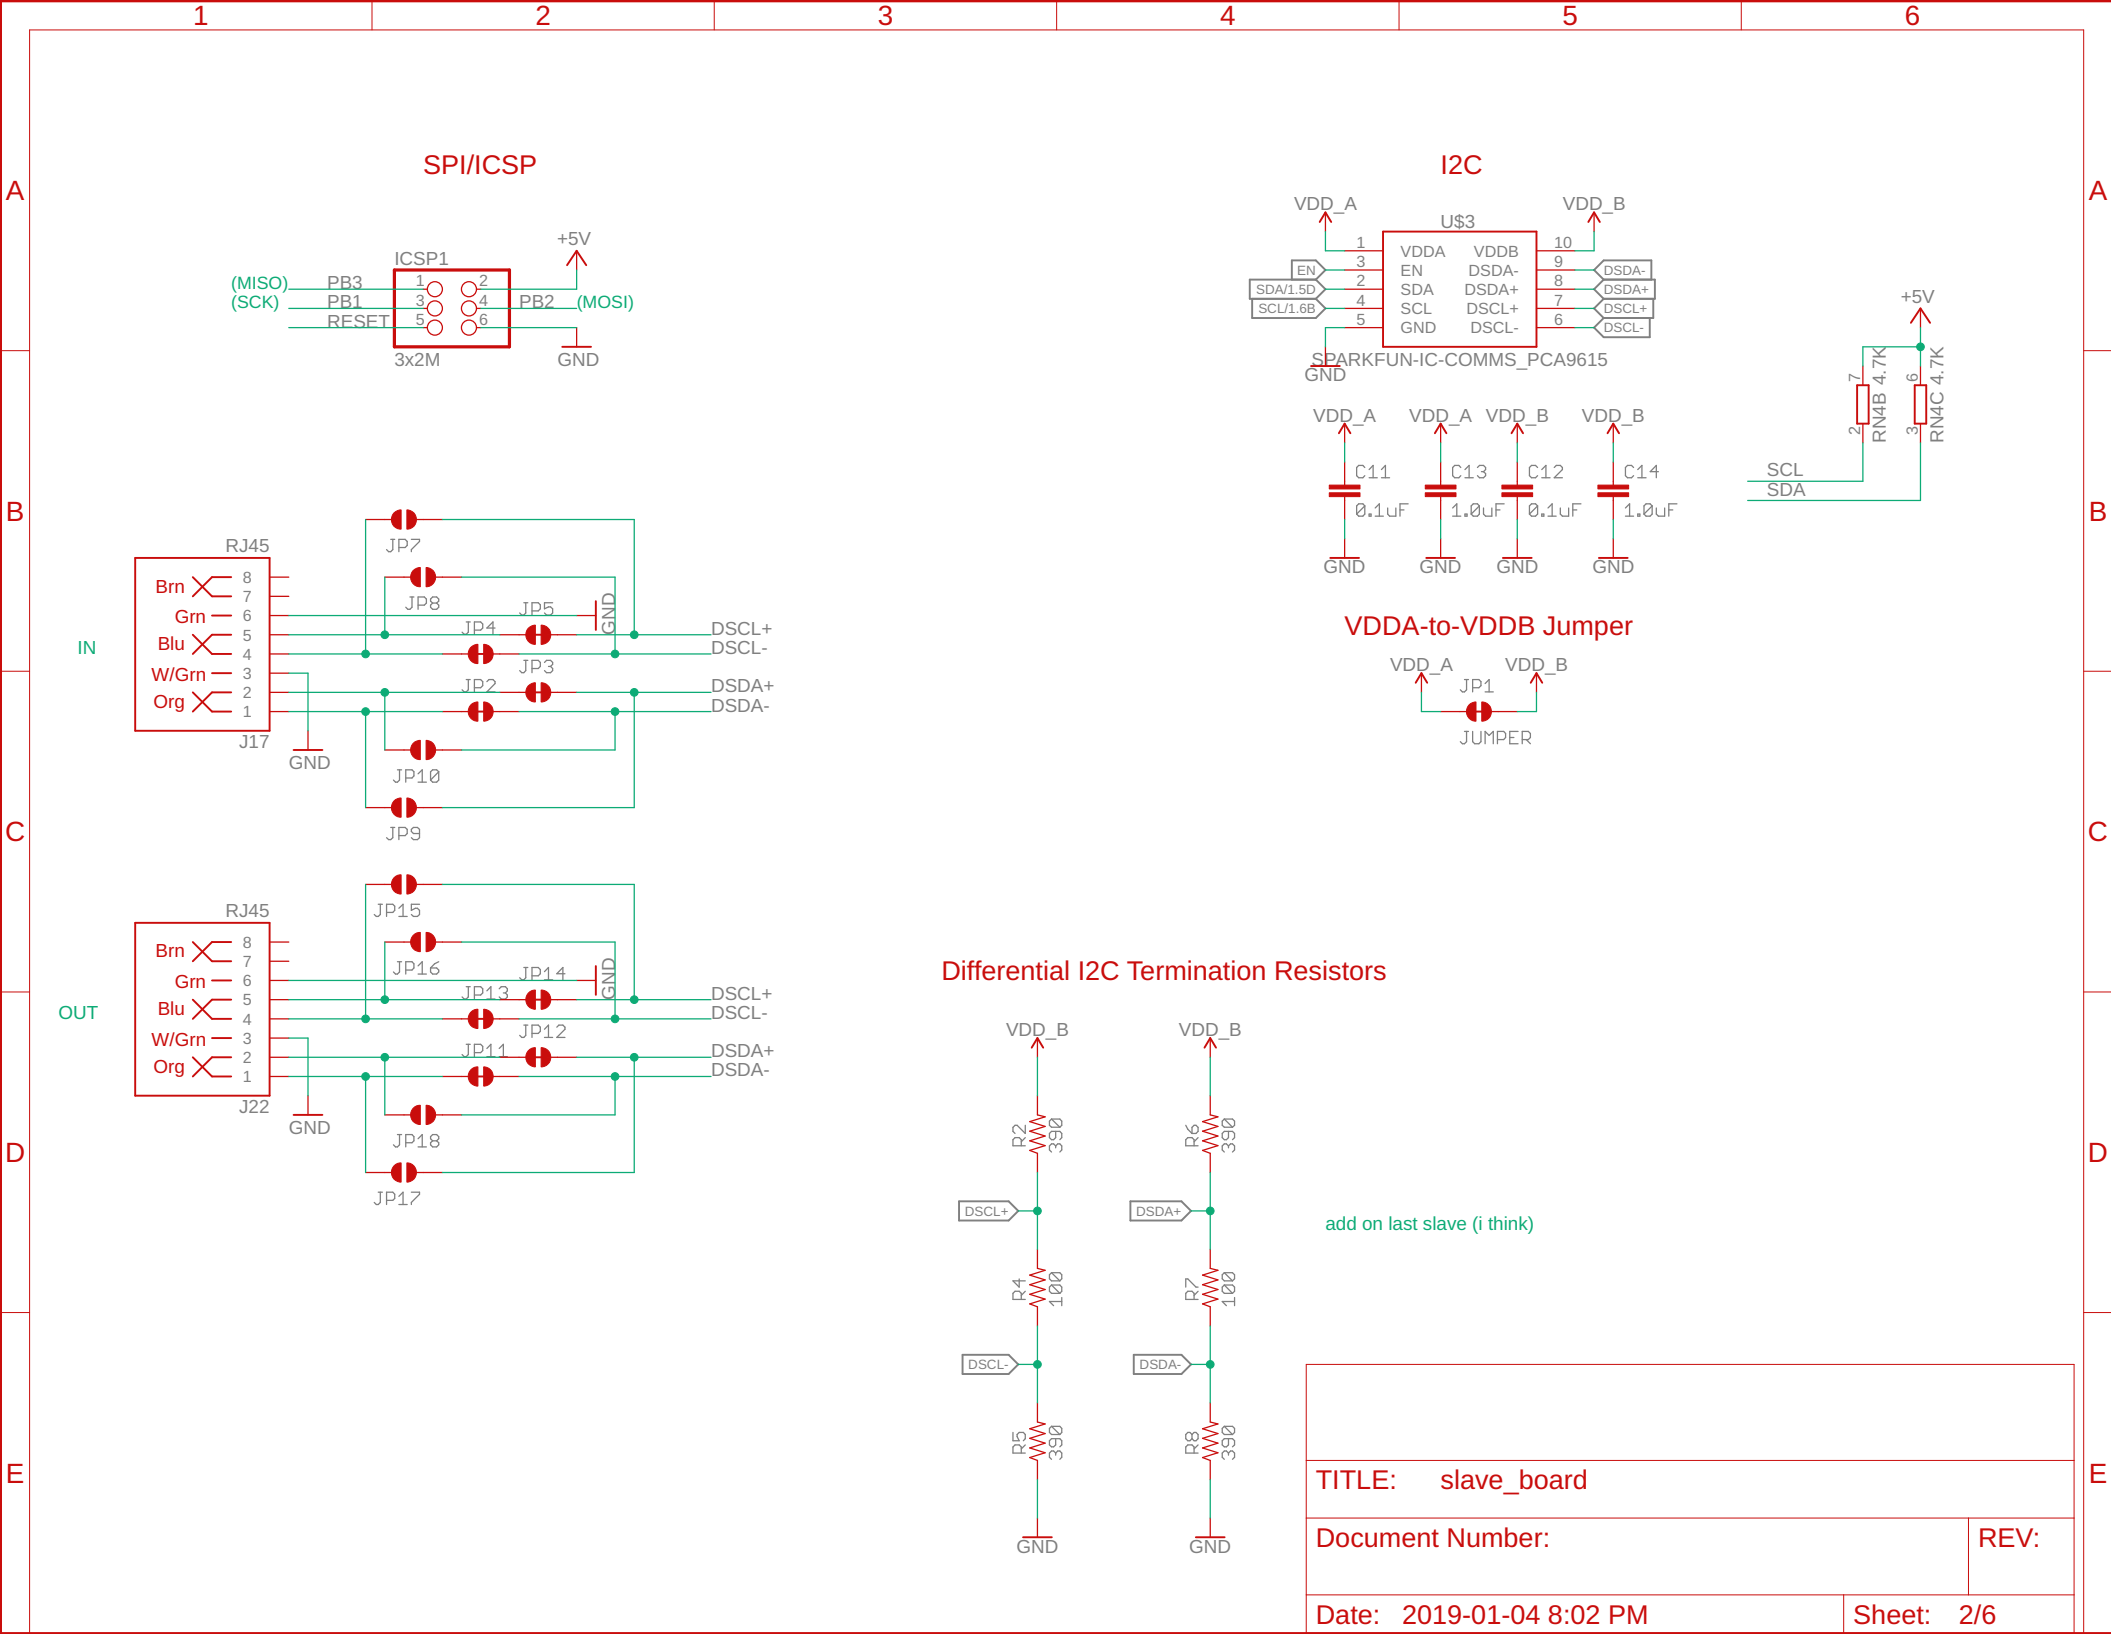 1 2 3 4 5 6
A A
B B
C C
D D
E E
SPI/ICSP
ICSP1
+5V
(MISO) PB3 1 2
(SCK) PB1 3 4 PB2 (MOSI)
RESET 5 6
3x2M
GND
I2C
VDD_A VDD_B
U$3
1 VDDA VDDB 10
EN 3 EN DSDA- 9 DSDA-
SDA/1.5D 2 SDA DSDA+ 8 DSDA+
SCL/1.6B 4 SCL DSCL+ 7 DSCL+
5 GND DSCL- 6 DSCL-
SPARKFUN-IC-COMMS_PCA9615
GND
VDD_A VDD_A VDD_B VDD_B
C11 C13 C12 C14
0.1uF 1.0uF 0.1uF 1.0uF
GND GND GND GND
+5V
7 2 RN4B 4.7K
6 3 RN4C 4.7K
SCL
SDA
VDDA-to-VDDB Jumper
VDD_A VDD_B
JP1
JUMPER
IN
RJ45
Brn 8
7
Grn 6
Blu 5
4
W/Grn 3
Org 2
1
J17
GND
JP7
JP8
GND
JP5
JP4
JP3
JP2
JP10
JP9
DSCL+
DSCL-
DSDA+
DSDA-
OUT
RJ45
Brn 8
7
Grn 6
Blu 5
4
W/Grn 3
Org 2
1
J22
GND
JP15
JP16
GND
JP14
JP13
JP12
JP11
JP18
JP17
DSCL+
DSCL-
DSDA+
DSDA-
Differential I2C Termination Resistors
VDD_B VDD_B
R2 390 R6 390
DSCL+ DSDA+
R4 100 R7 100
DSCL- DSDA-
R5 390 R8 390
GND GND
add on last slave (i think)
TITLE: slave_board
Document Number: REV:
Date: 2019-01-04 8:02 PM Sheet: 2/6